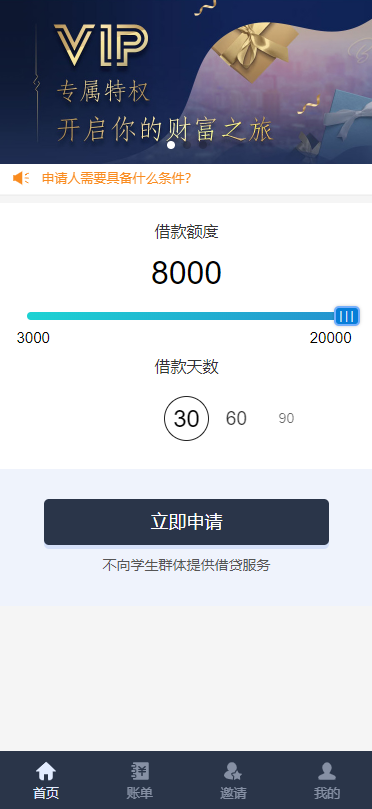 VIP
专属特权
开启你的财富之旅
申请人需要具备什么条件?
借款额度
8000
3000 20000
借款天数
30 60 90
立即申请
不向学生群体提供借贷服务
首页 账单 邀请 我的